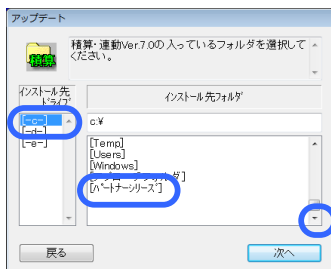 アップデート
積算・連動Ver.7.0の入っているフォルダを選択して
ください。
積算
インストール先
ドライブ
インストール先フォルダ
[-c-]
[-d-]
[-e-]
c:¥
[Temp]
[Users]
[Windows]
[ﾊﾟｰﾄﾅｰｼﾘｰｽﾞ]
戻る
次へ